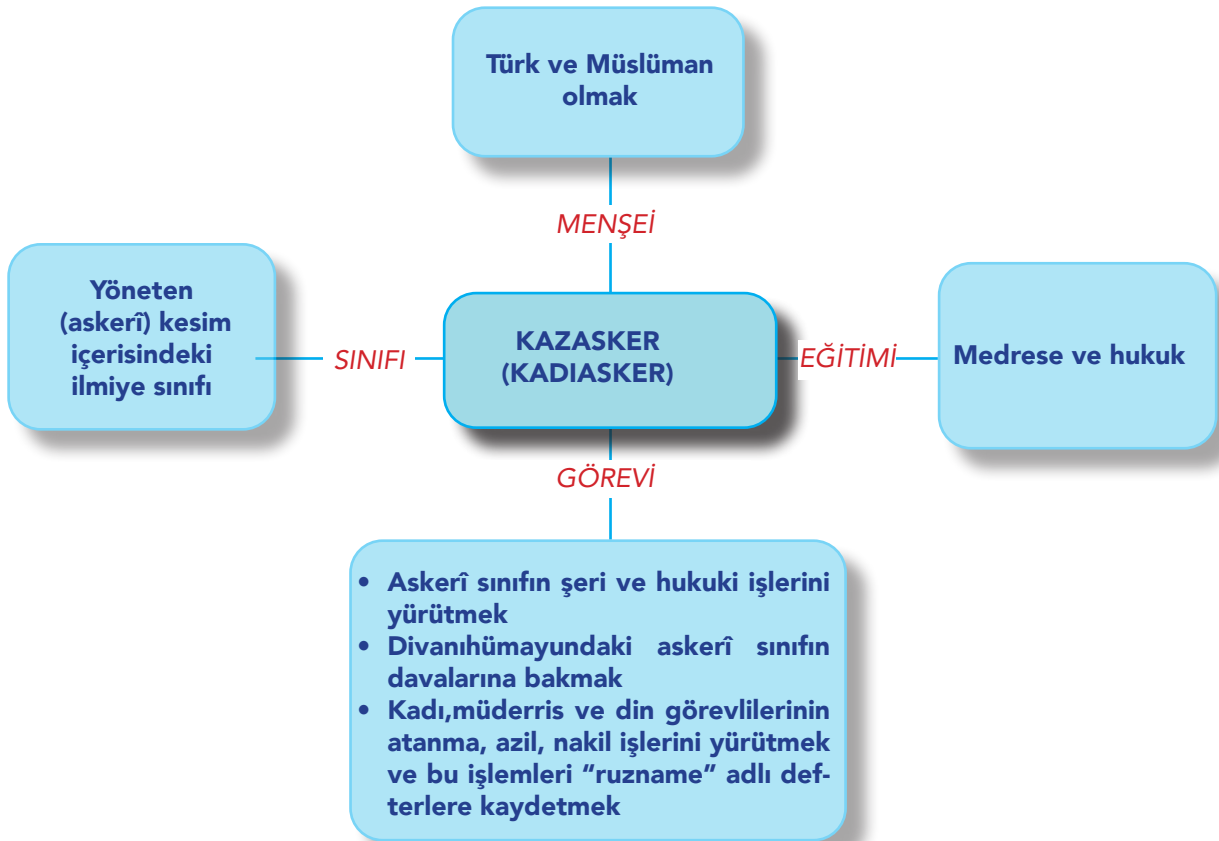 Türk ve Müslüman
olmak
MENŞEİ
Yöneten
(askerî) kesim
içerisindeki
ilmiye sınıfı
SINIFI
KAZASKER
(KADIASKER)
EĞİTİMİ
Medrese ve hukuk
GÖREVİ
• Askerî sınıfın şeri ve hukuki işlerini
yürütmek
• Divanıhümayundaki askerî sınıfın
davalarına bakmak
• Kadı,müderris ve din görevlilerinin
atanma, azil, nakil işlerini yürütmek
ve bu işlemleri “ruzname” adlı def-
terlere kaydetmek